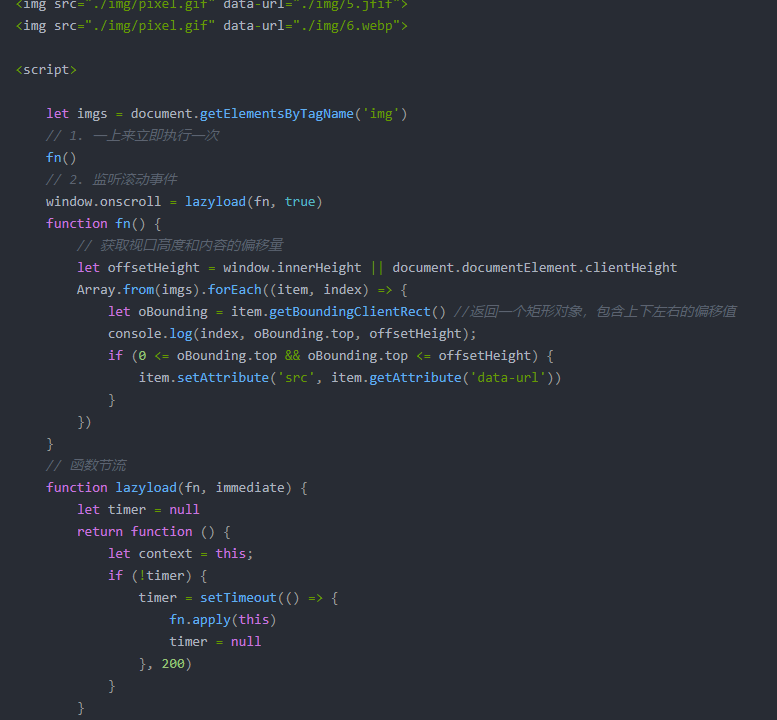 <img src="./img/pixel.gif" data-url="./img/5.jfif">
<img src="./img/pixel.gif" data-url="./img/6.webp">
<script>
let imgs = document.getElementsByTagName('img')
// 1. 一上来立即执行一次
fn()
// 2. 监听滚动事件
window.onscroll = lazyload(fn, true)
function fn() {
// 获取视口高度和内容的偏移量
let offsetHeight = window.innerHeight || document.documentElement.clientHeight
Array.from(imgs).forEach((item, index) => {
let oBounding = item.getBoundingClientRect() //返回一个矩形对象，包含上下左右的偏移值
console.log(index, oBounding.top, offsetHeight);
if (0 <= oBounding.top && oBounding.top <= offsetHeight) {
item.setAttribute('src', item.getAttribute('data-url'))
}
})
}
// 函数节流
function lazyload(fn, immediate) {
let timer = null
return function () {
let context = this;
if (!timer) {
timer = setTimeout(() => {
fn.apply(this)
timer = null
}, 200)
}
}